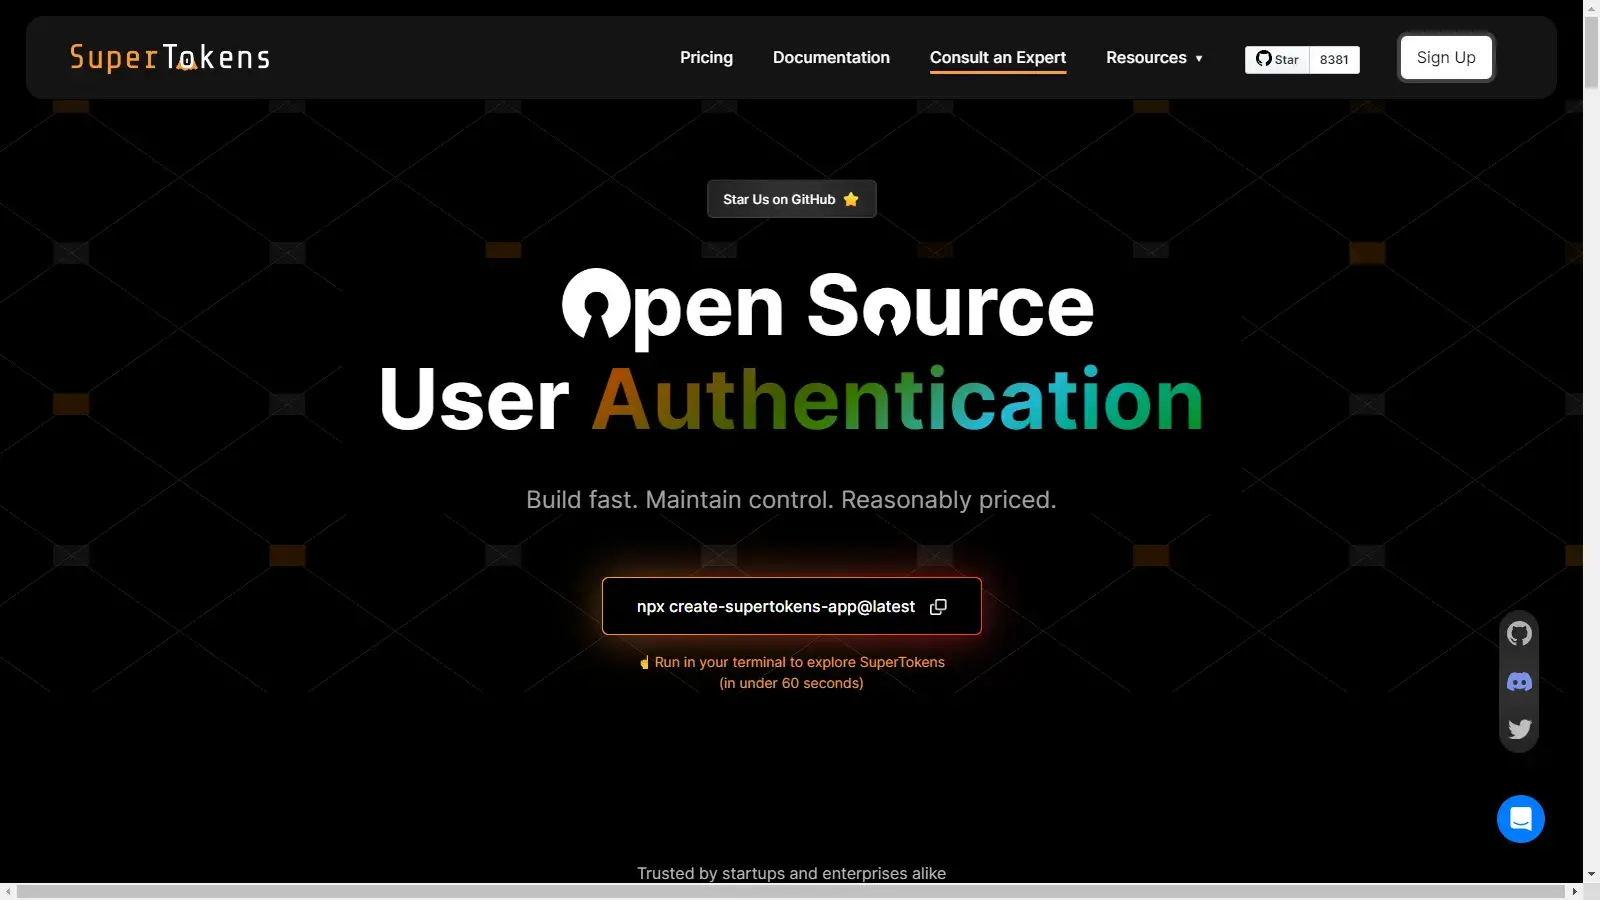 SuperTokens
Pricing
Documentation
Consult an Expert
Resources ▼
Star
8381
Sign Up
Star Us on GitHub ⭐
Open Source
User Authentication
Build fast. Maintain control. Reasonably priced.
npx create-supertokens-app@latest
☝ Run in your terminal to explore SuperTokens
(in under 60 seconds)
Trusted by startups and enterprises alike